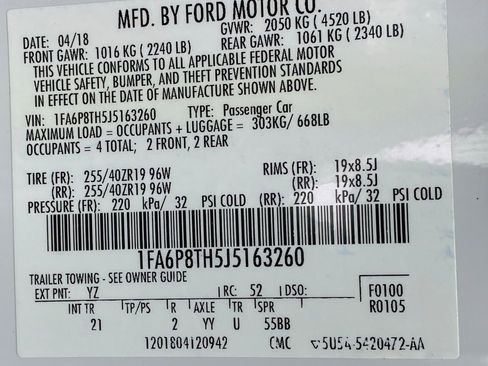 MFD. BY FORD MOTOR CO.
DATE: 04/18 GVWR: 2050 KG (4520 LB)
FRONT GAWR: 1016 KG (2240 LB) REAR GAWR: 1061 KG (2340 LB)
THIS VEHICLE CONFORMS TO ALL APPLICABLE FEDERAL MOTOR
VEHICLE SAFETY, BUMPER, AND THEFT PREVENTION STANDARDS
IN EFFECT ON THE DATE OF MANUFACTURE SHOWN ABOVE.
VIN: 1FA6P8TH5J5163260 TYPE: Passenger Car
MAXIMUM LOAD = OCCUPANTS + LUGGAGE = 303KG/ 668LB
OCCUPANTS = 4 TOTAL; 2 FRONT, 2 REAR
TIRE (FR): 255/40ZR19 96W RIMS (FR): 19x8.5J
(RR): 255/40ZR19 96W (RR): 19x8.5J
PRESSURE (FR): 220 kPa/ 32 PSI COLD (RR): 220 kPa/ 32 PSI COLD
1FA6P8TH5J5163260
TRAILER TOWING - SEE OWNER GUIDE
EXT PNT: YZ RC: 52 DSO: F0100
INT TR TP/PS R AXLE TR SPR R0105
21 2 YY U 55BB
1201804120942 CMC 5U5A-5420472-AA